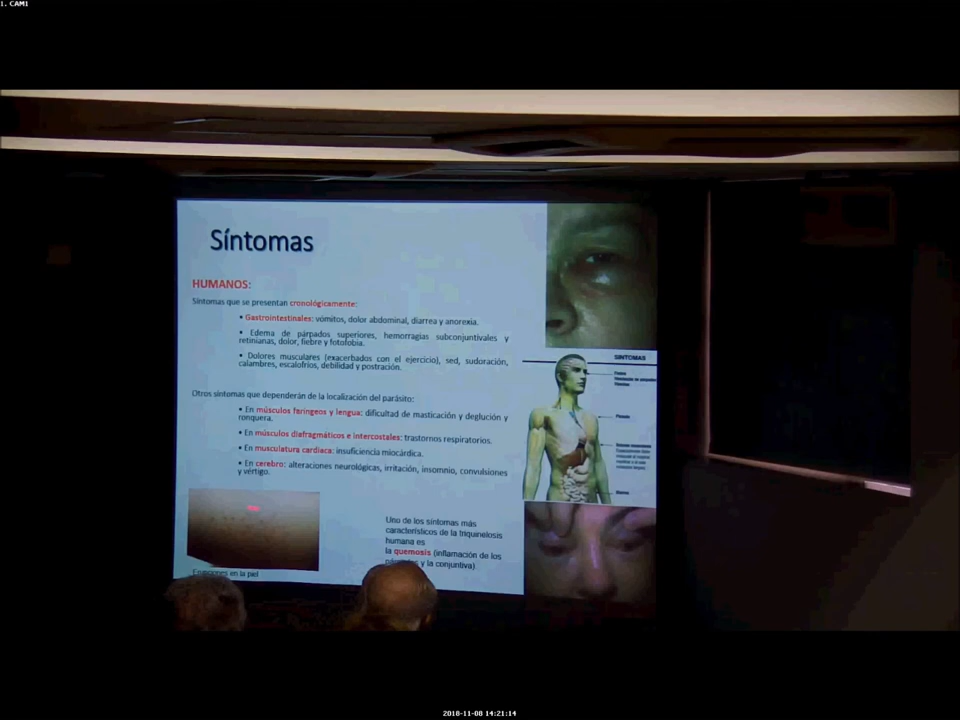 1. CAM1
Síntomas
HUMANOS:
Síntomas que se presentan cronológicamente:
• Gastrointestinales: vómitos, dolor abdominal, diarrea y anorexia.
• Edema de párpados superiores, hemorragias subconjuntivales y
retinianas, dolor, fiebre y fotofobia.
• Dolores musculares (exacerbados con el ejercicio), sed, sudoración,
calambres, escalofríos, debilidad y postración.
Otros síntomas que dependerán de la localización del parásito:
• En músculos faríngeos y lengua: dificultad de masticación y deglución y
ronquera.
• En músculos diafragmáticos e intercostales: trastornos respiratorios.
• En musculatura cardiaca: insuficiencia miocárdica.
• En cerebro: alteraciones neurológicas, irritación, insomnio, convulsiones
y vértigo.
SINTOMAS
Uno de los síntomas más
característicos de la triquinelosis
humana es
la quemosis (inflamación de los
y la conjuntiva)
en la piel
2018-11-08 14:21:14